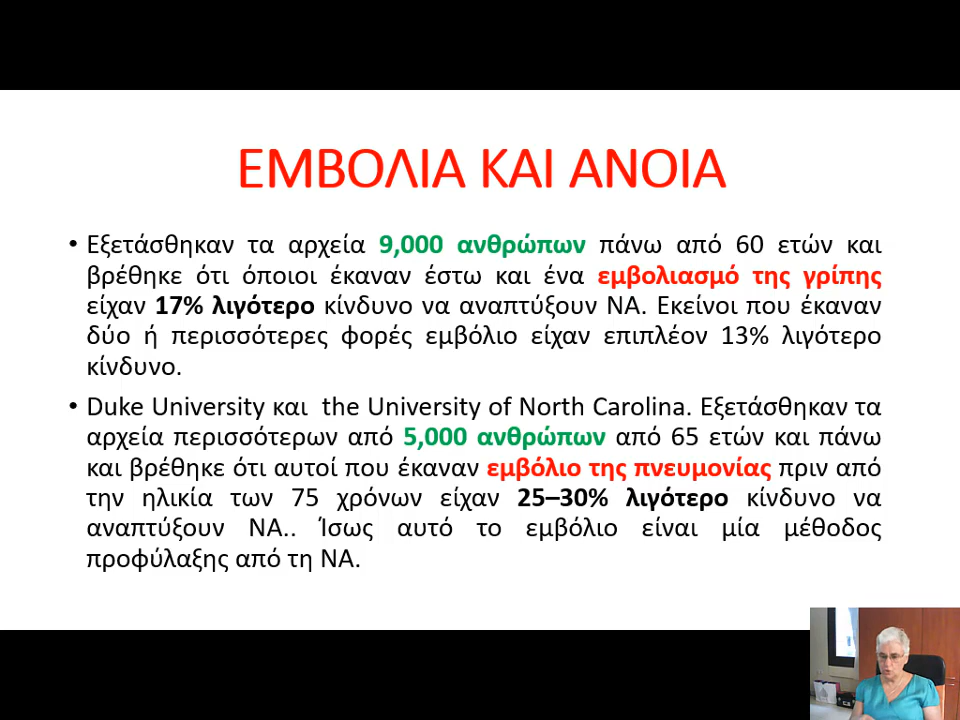 ΕΜΒΟΛΙΑ ΚΑΙ ΑΝΟΙΑ
• Εξετάσθηκαν τα αρχεία 9,000 ανθρώπων πάνω από 60 ετών και
βρέθηκε ότι όποιοι έκαναν έστω και ένα εμβολιασμό της γρίπης
είχαν 17% λιγότερο κίνδυνο να αναπτύξουν ΝΑ. Εκείνοι που έκαναν
δύο ή περισσότερες φορές εμβόλιο είχαν επιπλέον 13% λιγότερο
κίνδυνο.
• Duke University και the University of North Carolina. Εξετάσθηκαν τα
αρχεία περισσότερων από 5,000 ανθρώπων από 65 ετών και πάνω
και βρέθηκε ότι αυτοί που έκαναν εμβόλιο της πνευμονίας πριν από
την ηλικία των 75 χρόνων είχαν 25–30% λιγότερο κίνδυνο να
αναπτύξουν ΝΑ.. Ίσως αυτό το εμβόλιο είναι μία μέθοδος
προφύλαξης από τη ΝΑ.